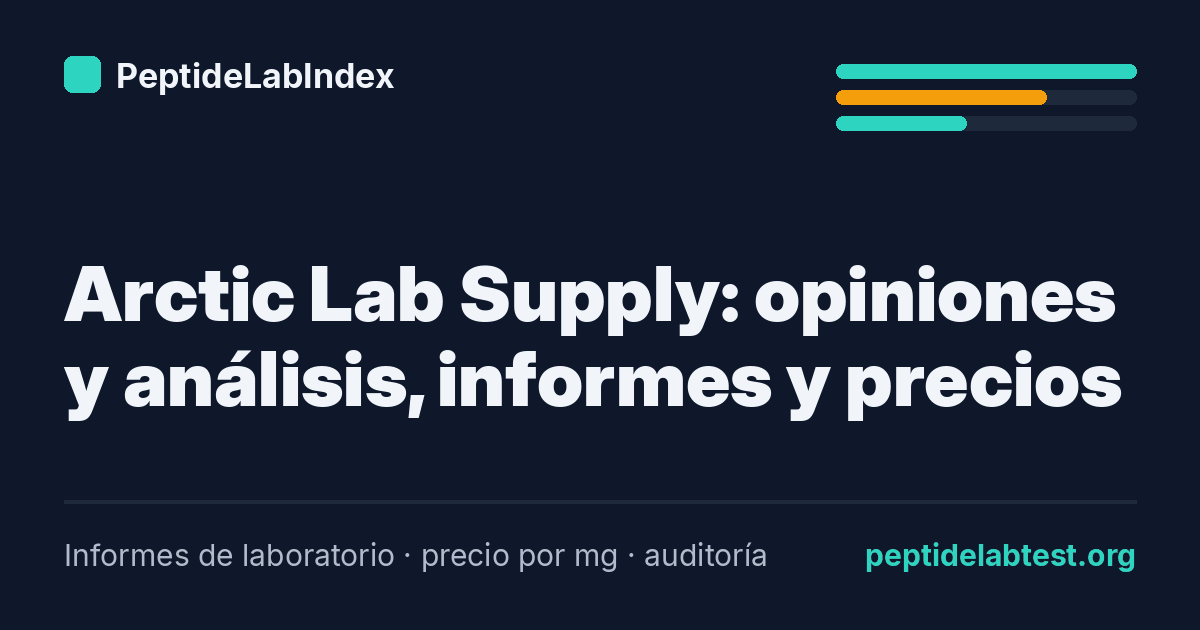 PeptideLabIndex
Arctic Lab Supply: opiniones
y análisis, informes y precios
Informes de laboratorio · precio por mg · auditoría
peptidelabtest.org